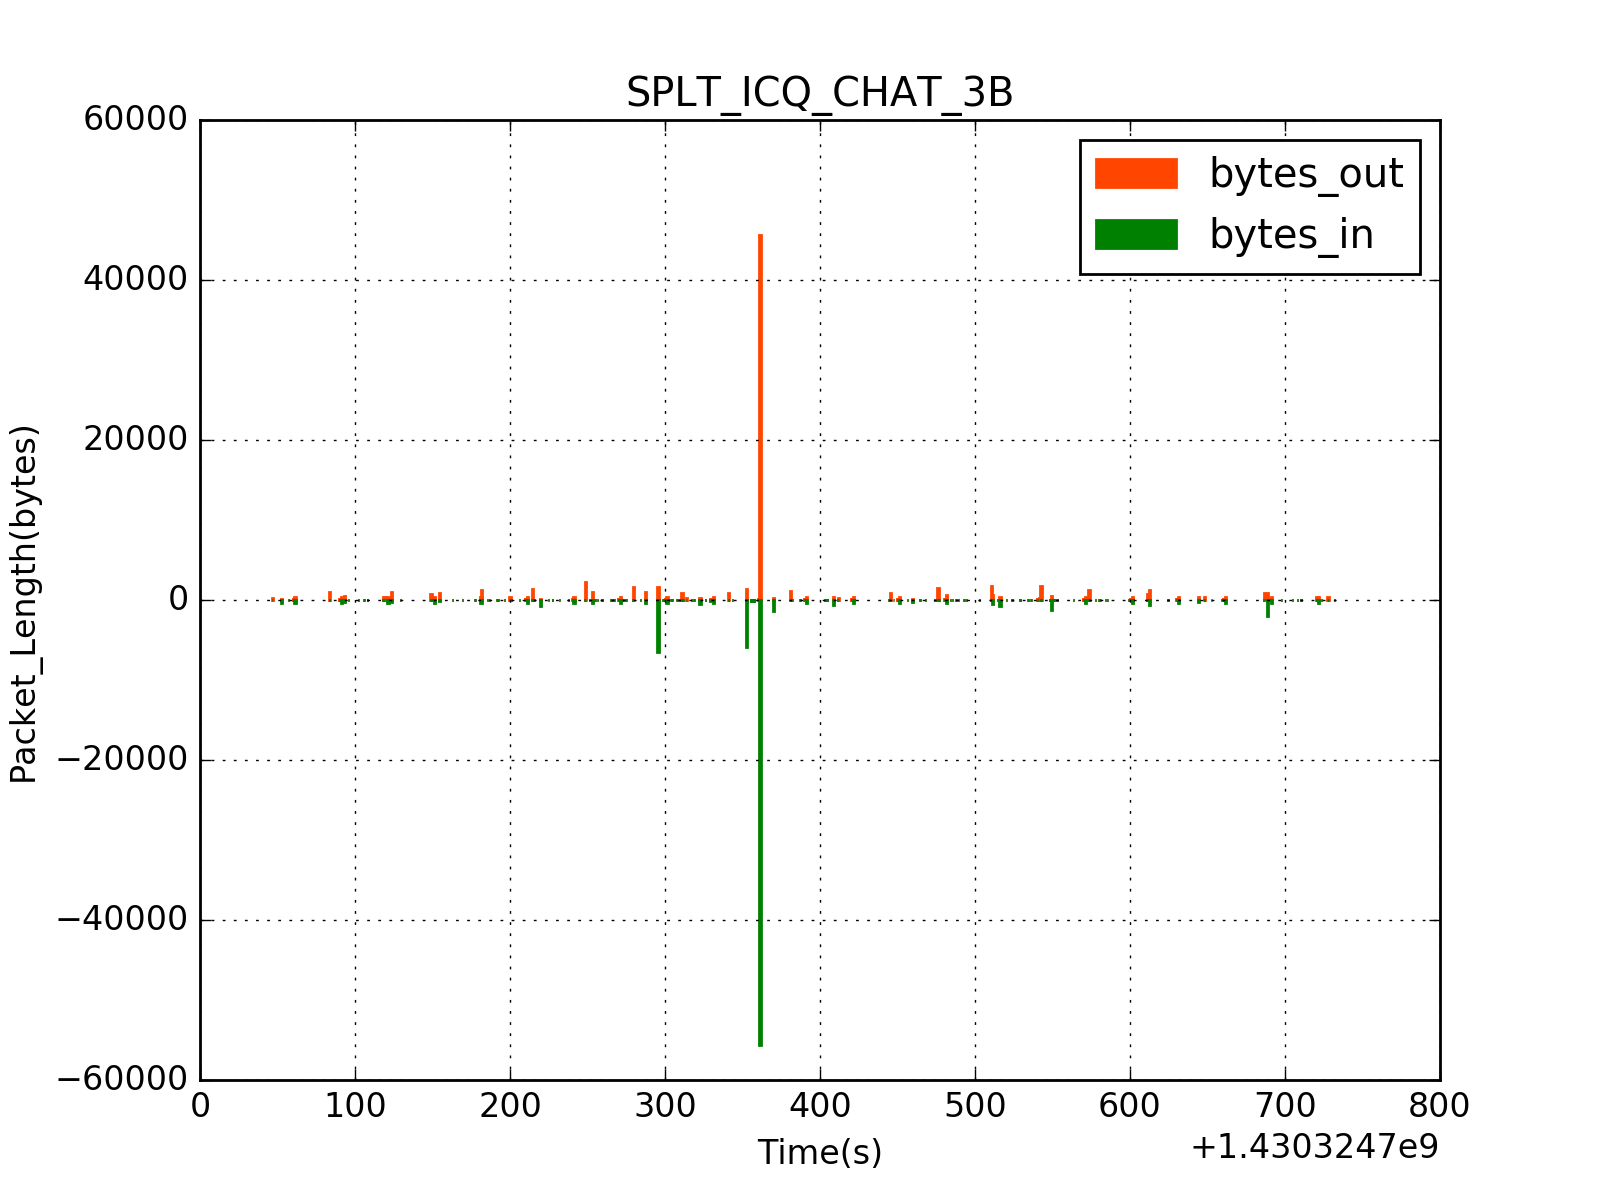 SPLT_ICQ_CHAT_3B
bytes_out
bytes_in
60000
40000
20000
0
−20000
−40000
−60000
Packet_Length(bytes)
0 100 200 300 400 500 600 700 800
Time(s)
+1.4303247e9